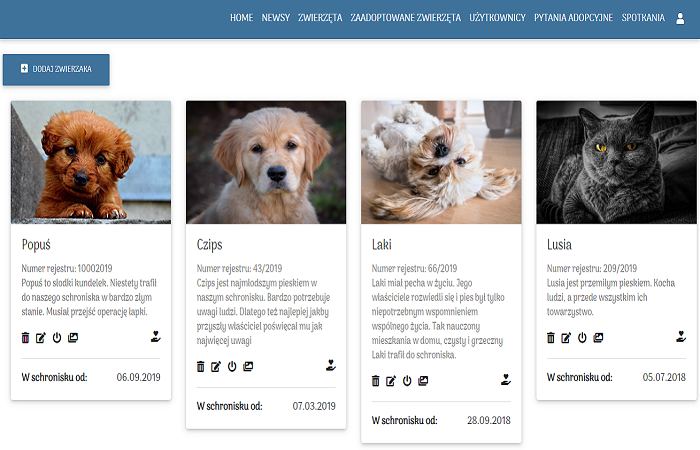 HOME NEWSY ZWIERZĘTA ZAADOPTOWANE ZWIERZĘTA UŻYTKOWNICY PYTANIA ADOPCYJNE SPOTKANIA
DODAJ ZWIERZAKA
Popuś
Numer rejestru: 10002019
Popuś to słodki kundelek. Niestety trafił
do naszego schroniska w bardzo złym
stanie. Musiał przejść operację łapki.
W schronisku od: 06.09.2019
Czips
Numer rejestru: 43/2019
Czips jest najmłodszym pieskiem w
naszym schronisku. Bardzo potrzebuje
uwagi ludzi. Dlatego też najlepiej jakby
przyszły właściciel poświęcał mu jak
najwięcej uwagi
W schronisku od: 07.03.2019
Laki
Numer rejestru: 66/2019
Laki miał pecha w życiu. Jego
właściciele rozwiedli się i pies był tylko
niepotrzebnym wspomnieniem
wspólnego życia. Tak nauczony
mieszkania w domu, czysty i grzeczny
Laki trafił do schroniska.
W schronisku od: 28.09.2018
Lusia
Numer rejestru: 209/2019
Lusia jest przemiłym pieskiem. Kocha
ludzi, a przede wszystkim ich
towarzystwo.
W schronisku od: 05.07.2018